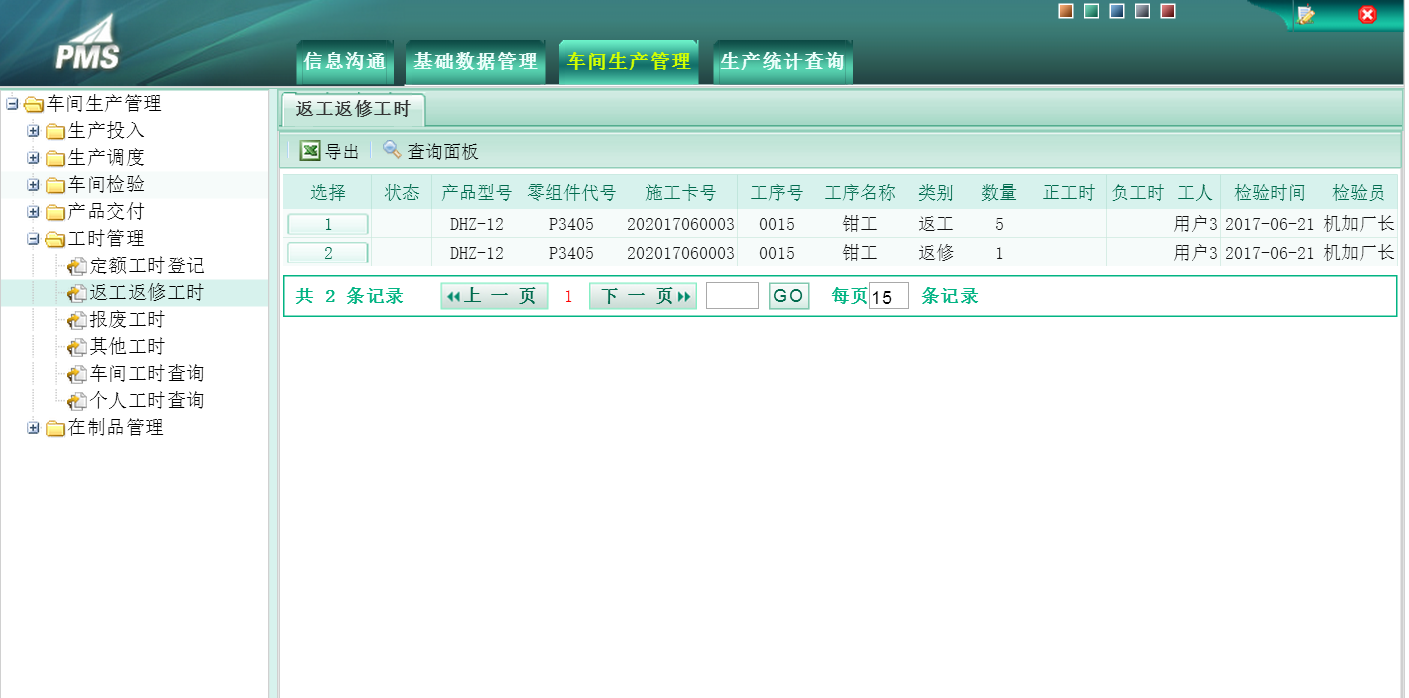 PMS
信息沟通 基础数据管理 车间生产管理 生产统计查询
车间生产管理
生产投入
生产调度
车间检验
产品交付
工时管理
定额工时登记
返工返修工时
报废工时
其他工时
车间工时查询
个人工时查询
在制品管理
返工返修工时
导出 查询面板
选择 状态 产品型号 零组件代号 施工卡号 工序号 工序名称 类别 数量 正工时 负工时 工人 检验时间 检验员
1 DHZ-12 P3405 202017060003 0015 钳工 返工 5 用户3 2017-06-21 机加厂长
2 DHZ-12 P3405 202017060003 0015 钳工 返修 1 用户3 2017-06-21 机加厂长
共 2 条记录 上一页 1 下一页 GO 每页 15 条记录